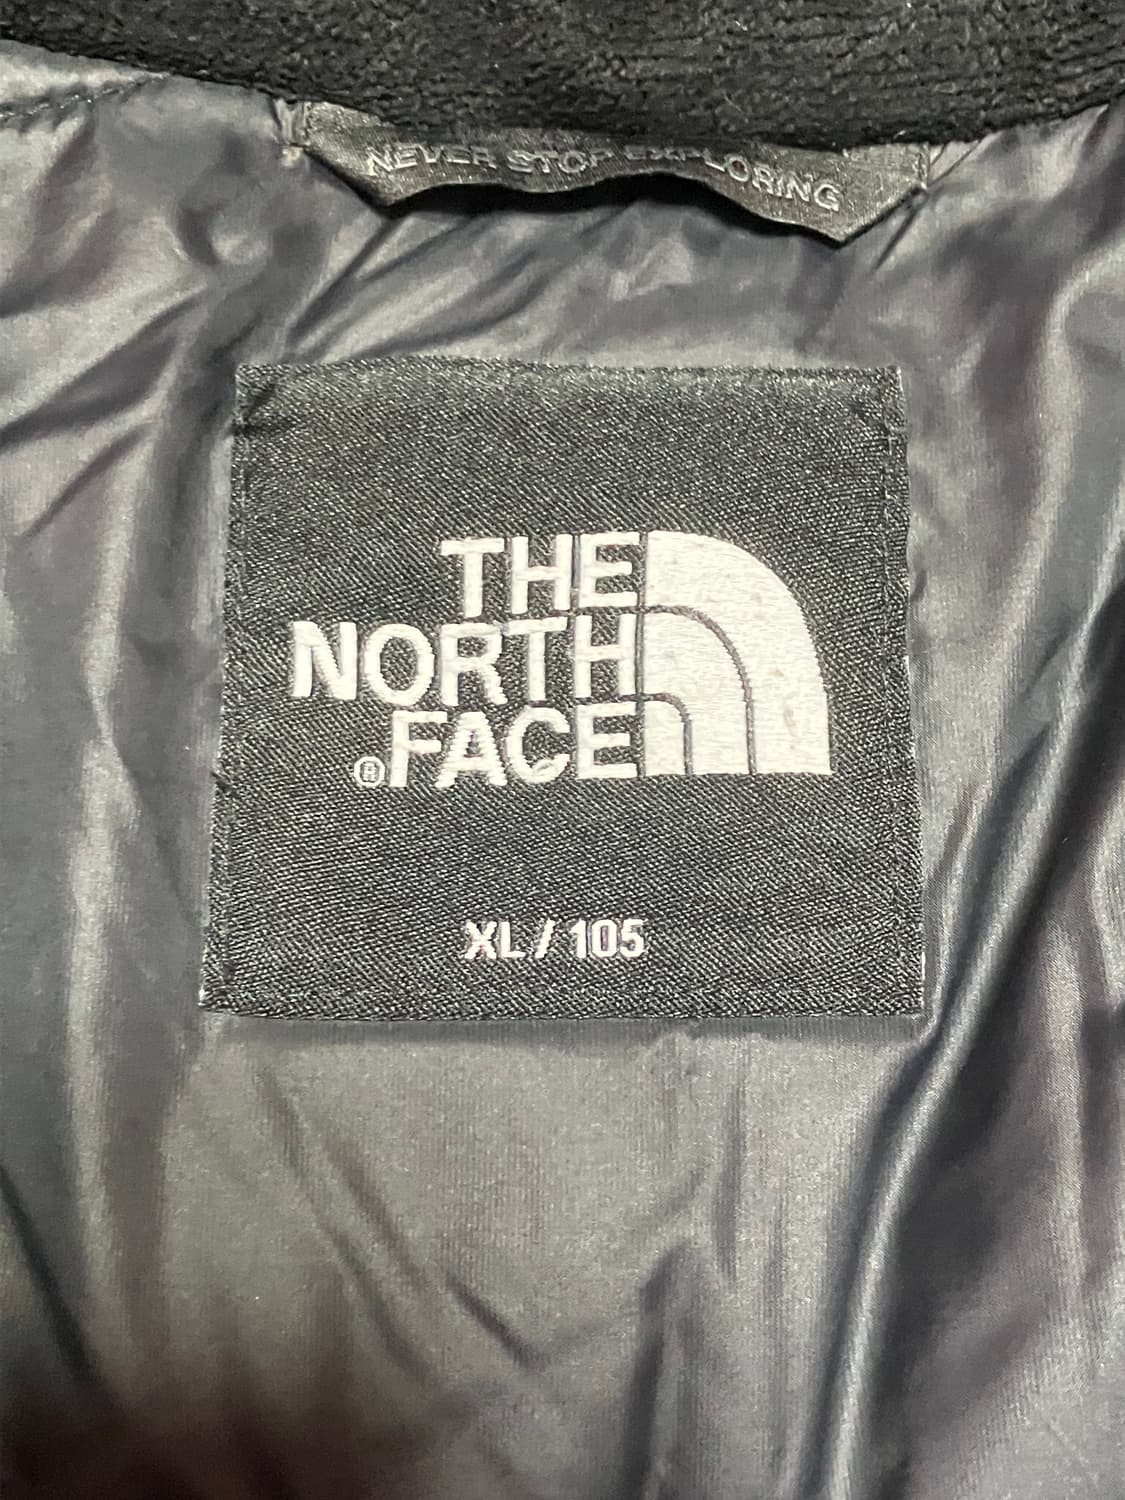 NEVER STOP EXPLORING
THE
NORTH
®FACE
XL / 105